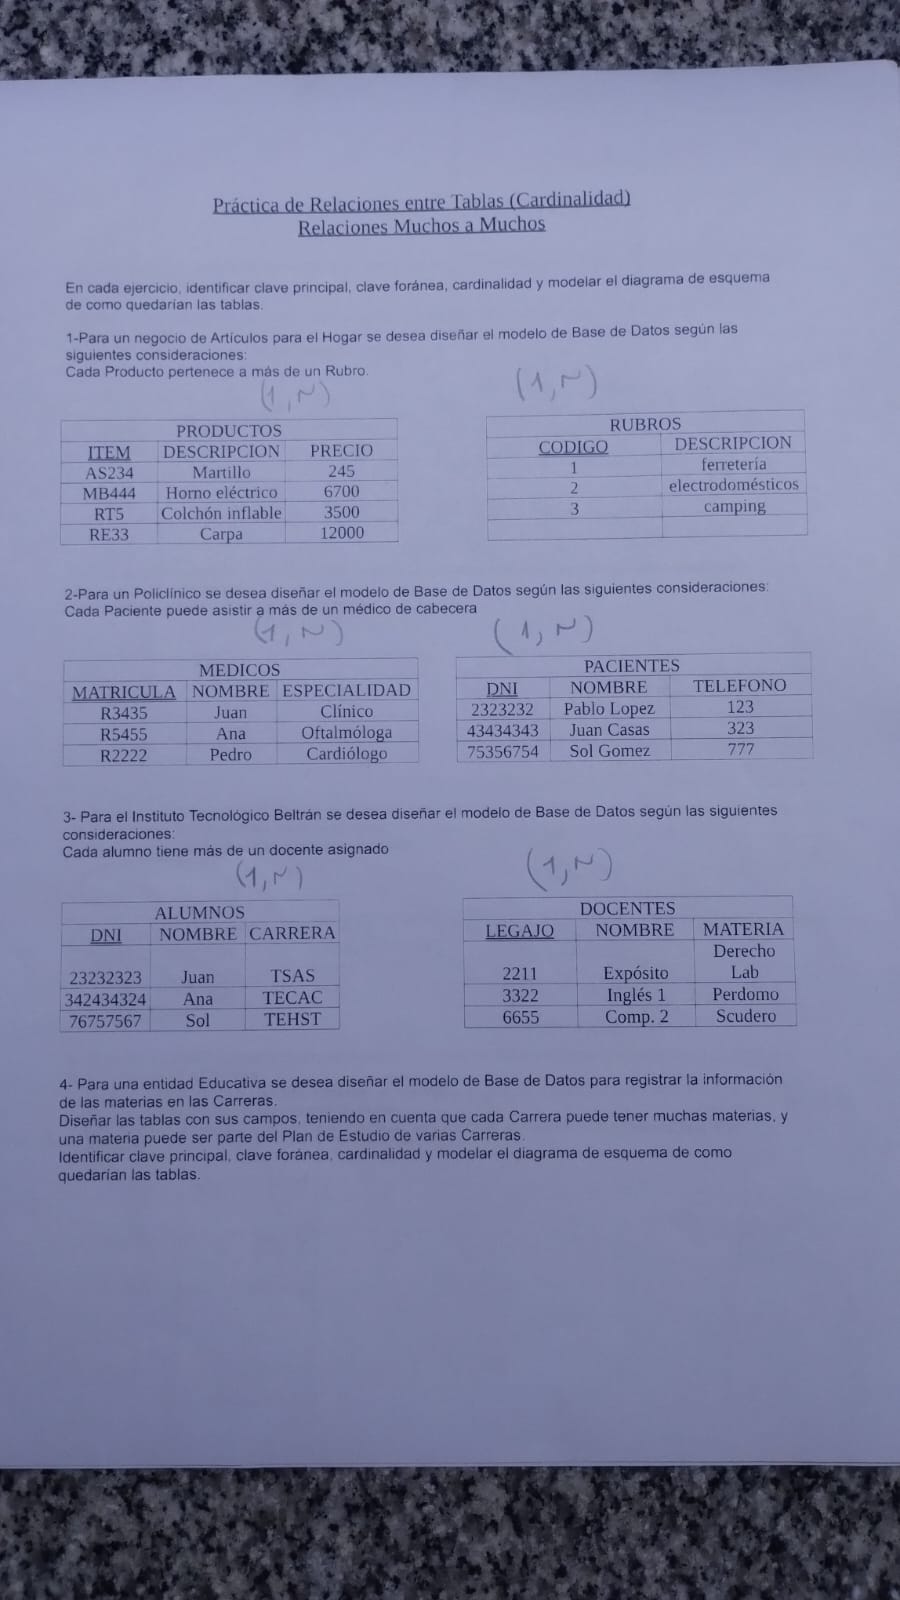 Práctica de Relaciones entre Tablas (Cardinalidad)
Relaciones Muchos a Muchos
En cada ejercicio, identificar clave principal, clave foránea, cardinalidad y modelar el diagrama de esquema
de como quedarían las tablas.
1-Para un negocio de Artículos para el Hogar se desea diseñar el modelo de Base de Datos según las
siguientes consideraciones:
Cada Producto pertenece a más de un Rubro.
(1,N) (1,N)
PRODUCTOS
ITEM DESCRIPCION PRECIO
AS234 Martillo 245
MB444 Horno eléctrico 6700
RT5 Colchón inflable 3500
RE33 Carpa 12000
RUBROS
CODIGO DESCRIPCION
1 ferretería
2 electrodomésticos
3 camping
2-Para un Policlínico se desea diseñar el modelo de Base de Datos según las siguientes consideraciones:
Cada Paciente puede asistir a más de un médico de cabecera
(1,N) (1,N)
MEDICOS
MATRICULA NOMBRE ESPECIALIDAD
R3435 Juan Clínico
R5455 Ana Oftalmóloga
R2222 Pedro Cardiólogo
PACIENTES
DNI NOMBRE TELEFONO
2323232 Pablo Lopez 123
43434343 Juan Casas 323
75356754 Sol Gomez 777
3- Para el Instituto Tecnológico Beltrán se desea diseñar el modelo de Base de Datos según las siguientes
consideraciones:
Cada alumno tiene más de un docente asignado
(1,N) (1,N)
ALUMNOS
DNI NOMBRE CARRERA
23232323 Juan TSAS
342434324 Ana TECAC
76757567 Sol TEHST
DOCENTES
LEGAJO NOMBRE MATERIA
Derecho
2211 Expósito Lab
3322 Inglés 1 Perdomo
6655 Comp. 2 Scudero
4- Para una entidad Educativa se desea diseñar el modelo de Base de Datos para registrar la información
de las materias en las Carreras.
Diseñar las tablas con sus campos, teniendo en cuenta que cada Carrera puede tener muchas materias, y
una materia puede ser parte del Plan de Estudio de varias Carreras.
Identificar clave principal, clave foránea, cardinalidad y modelar el diagrama de esquema de como
quedarían las tablas.